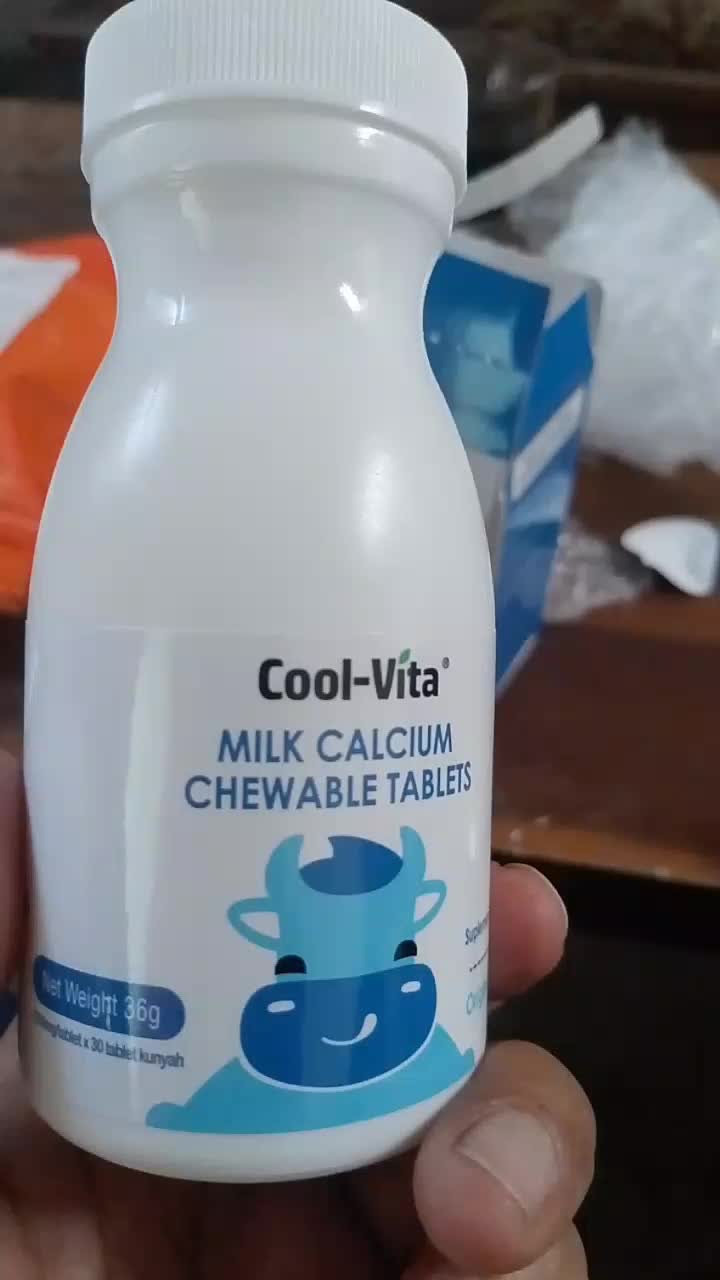 Cool-Vita®
MILK CALCIUM
CHEWABLE TABLETS
Net Weight 36g
x 30 tablet kunyah